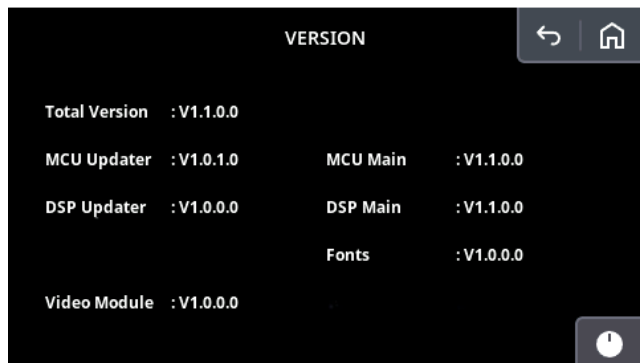 VERSION
Total Version : V1.1.0.0
MCU Updater : V1.0.1.0 MCU Main : V1.1.0.0
DSP Updater : V1.0.0.0 DSP Main : V1.1.0.0
Fonts : V1.0.0.0
Video Module : V1.0.0.0